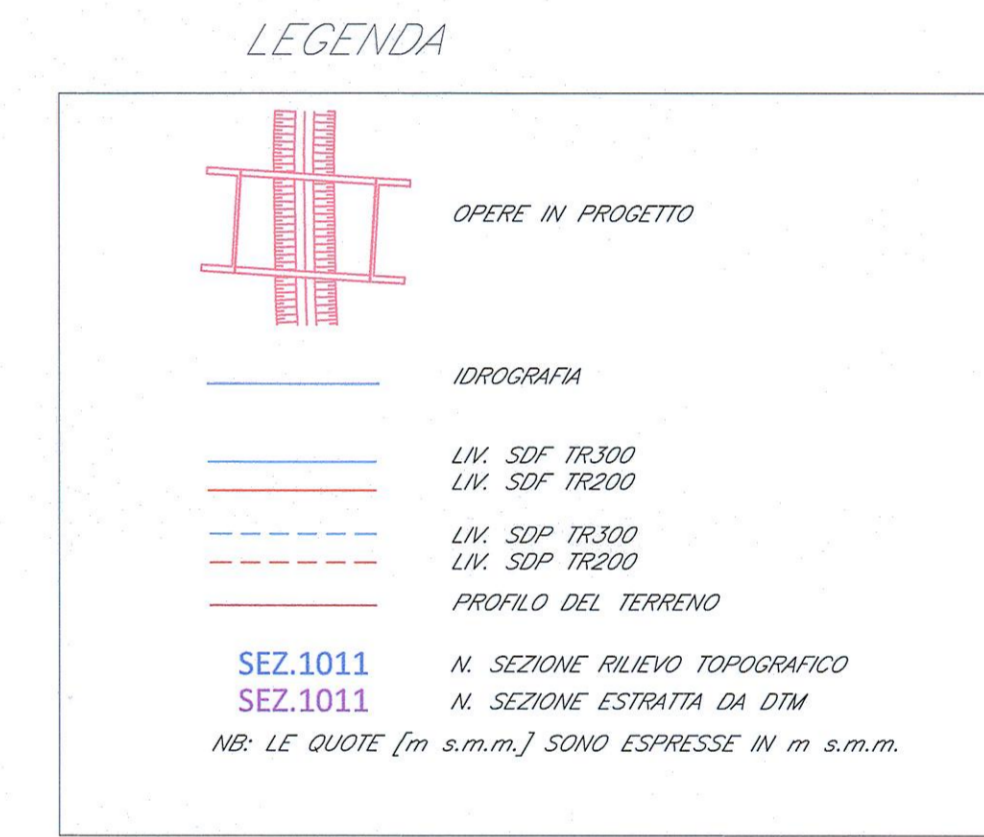 LEGENDA
OPERE IN PROGETTO
IDROGRAFIA
LIV. SDF TR300
LIV. SDF TR200
LIV. SDP TR300
LIV. SDP TR200
PROFILO DEL TERRENO
SEZ.1011 N. SEZIONE RILIEVO TOPOGRAFICO
SEZ.1011 N. SEZIONE ESTRATTA DA DTM
NB: LE QUOTE [m s.m.m.] SONO ESPRESSE IN m s.m.m.